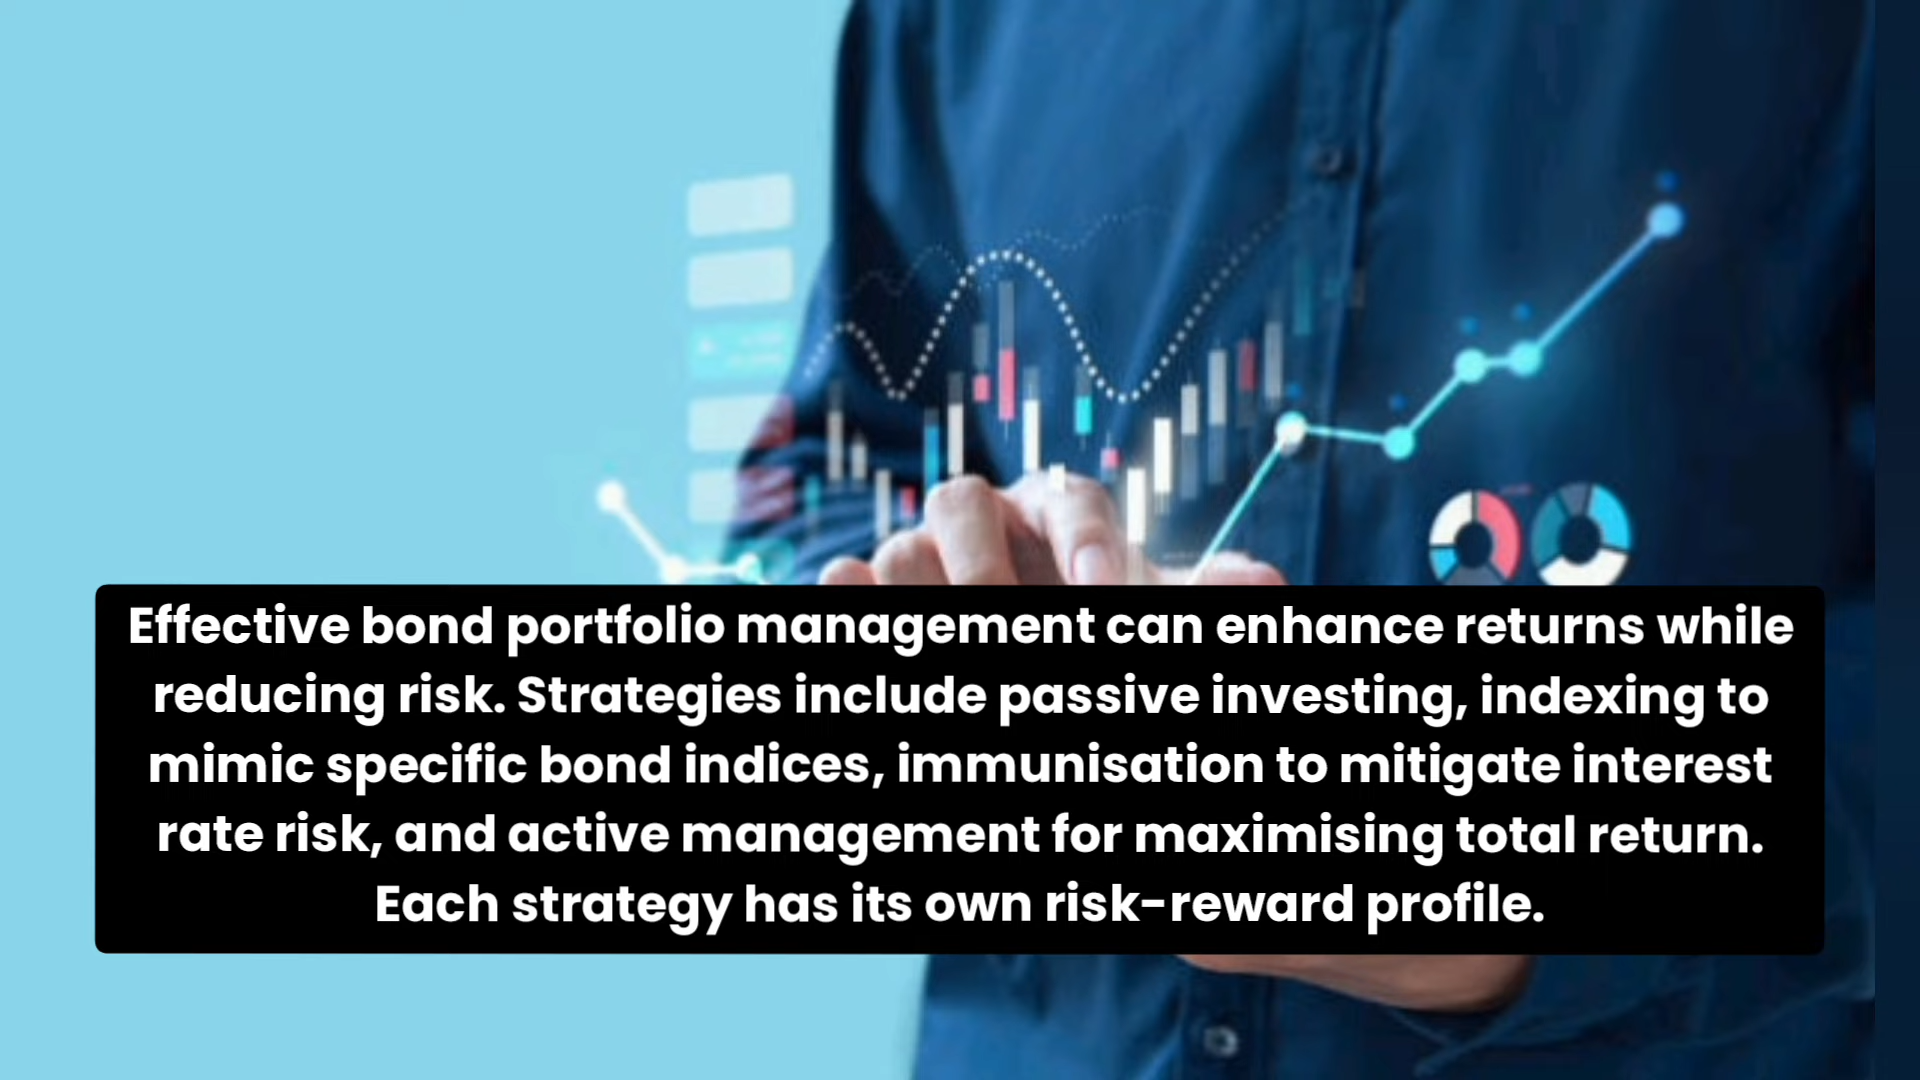 Effective bond portfolio management can enhance returns while
reducing risk. Strategies include passive investing, indexing to
mimic specific bond indices, immunisation to mitigate interest
rate risk, and active management for maximising total return.
Each strategy has its own risk-reward profile.